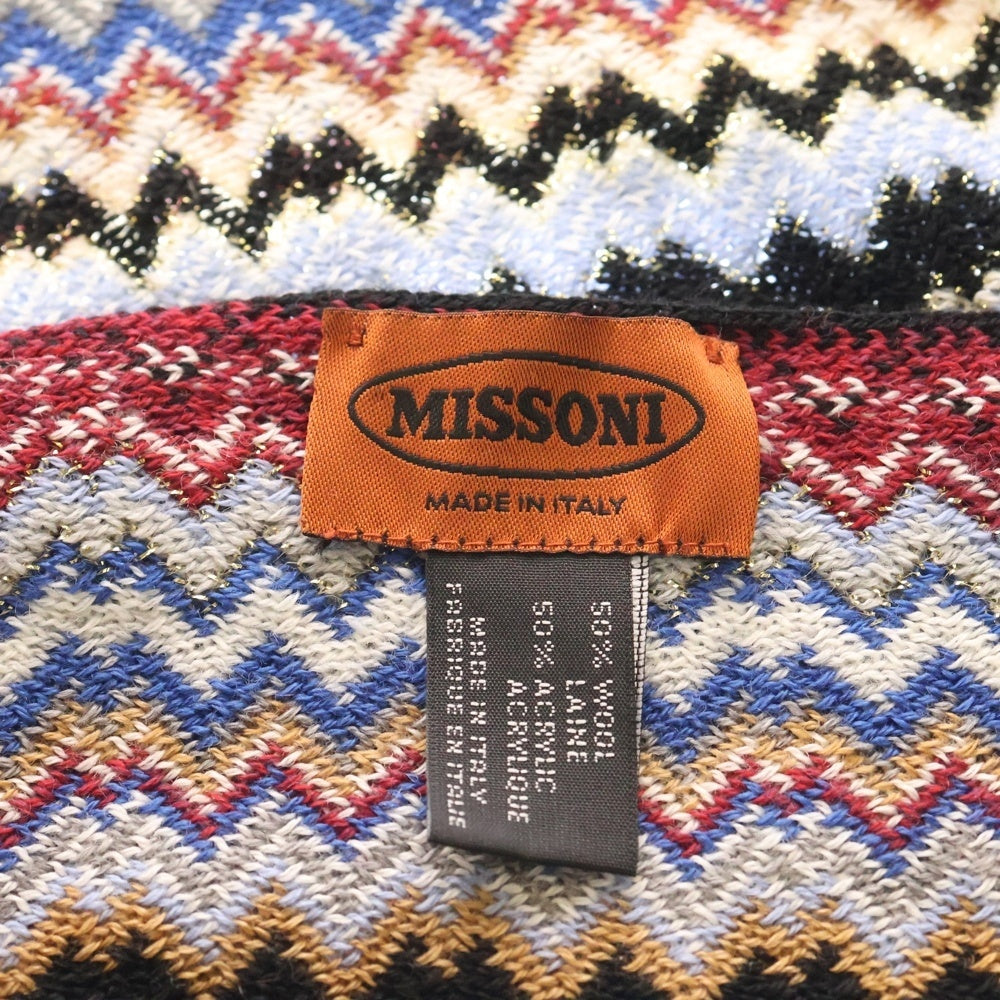 MISSONI
MADE IN ITALY
50% WOOL
LAINE
50% ACRYLIC
ACRYLIQUE
MADE IN ITALY
FABRIQUE EN ITALIE